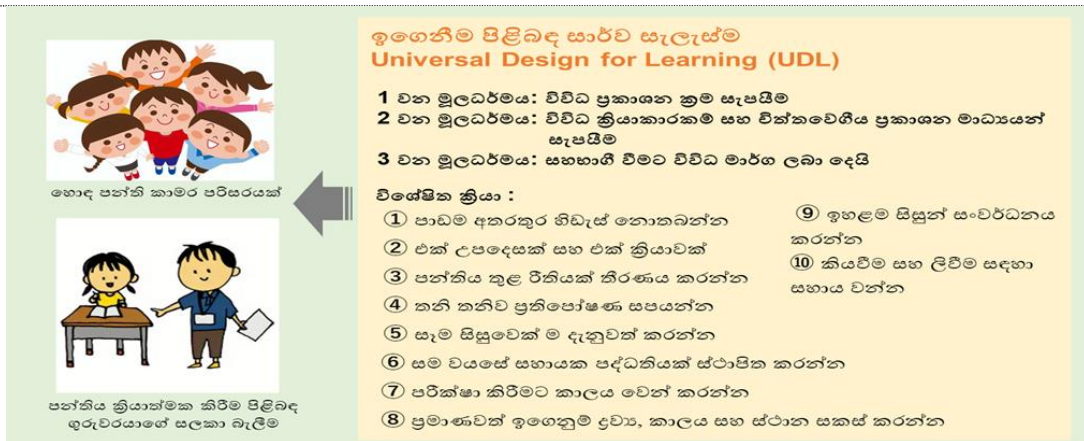 ඉගෙනීම පිළිබඳ සාර්ව සැලැස්ම
Universal Design for Learning (UDL)
1 වන මූලධර්මය: විවිධ ප්‍රකාශන ක්‍රම සැපයීම
2 වන මූලධර්මය: විවිධ ක්‍රියාකාරකම් සහ චිත්තවේගීය ප්‍රකාශන මාධ්‍යයන්
සැපයීම
3 වන මූලධර්මය: සහභාගී වීමට විවිධ මාර්ග ලබා දෙයි
විශේෂිත ක්‍රියා :
① පාඩම අතරතුර හිඩැස් නොතබන්න
② එක් උපදෙසක් සහ එක් ක්‍රියාවක්
③ පන්තිය තුළ රීතියක් තීරණය කරන්න
④ තනි තනිව ප්‍රතිපෝෂණ සපයන්න
⑤ සෑම සිසුවෙක් ම දැනුවත් කරන්න
⑥ සම වයසේ සහායක පද්ධතියක් ස්ථාපිත කරන්න
⑦ පරීක්ෂා කිරීමට කාලය වෙන් කරන්න
⑧ ප්‍රමාණවත් ඉගෙනුම් ද්‍රව්‍ය, කාලය සහ ස්ථාන සකස් කරන්න
⑨ ඉහළම සිසුන් සංවර්ධනය
කරන්න
⑩ කියවීම සහ ලිවීම සඳහා
සහාය වන්න
හොඳ පන්ති කාමර පරිසරයක්
පන්තිය ක්‍රියාත්මක කිරීම පිළිබඳ
ගුරුවරයාගේ සලකා බැලීම